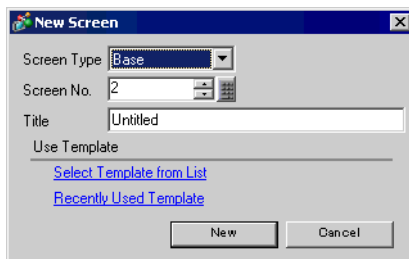 New Screen
Screen Type Base
Screen No. 2
Title Untitled
Use Template
Select Template from List
Recently Used Template
New Cancel